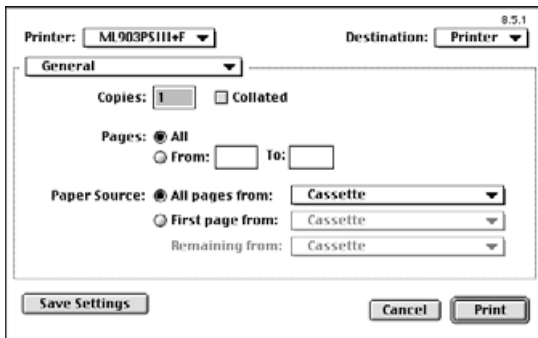 8.5.1
Printer: ML903PSIII+F Destination: Printer
General
Copies: 1 Collated
Pages: All
From: To:
Paper Source: All pages from: Cassette
First page from: Cassette
Remaining from: Cassette
Save Settings Cancel Print